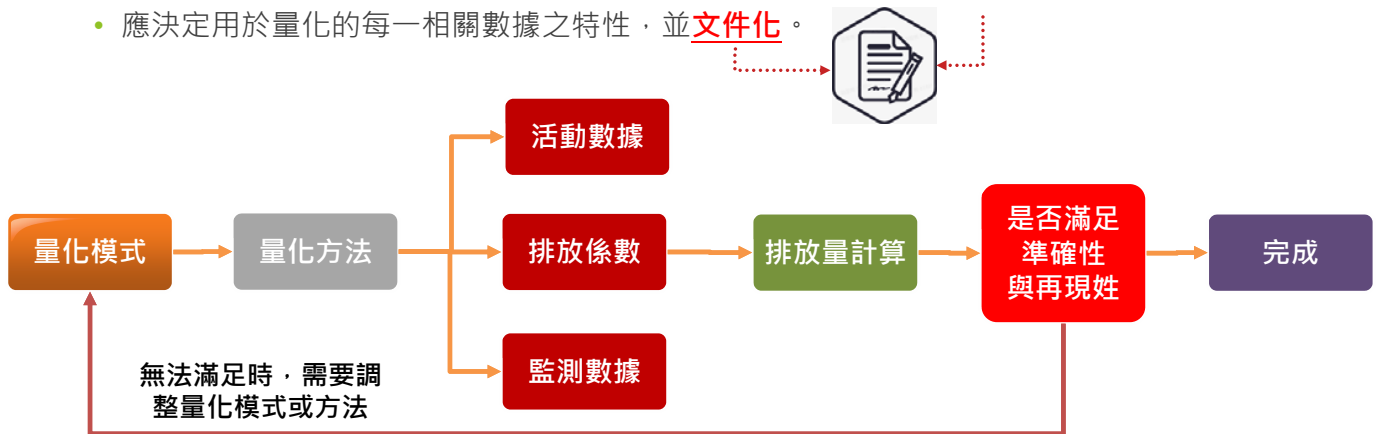 • 應決定用於量化的每一相關數據之特性，並文件化。
活動數據
量化模式
量化方法
排放係數
排放量計算
是否滿足
準確性
與再現姓
完成
監測數據
無法滿足時，需要調
整量化模式或方法